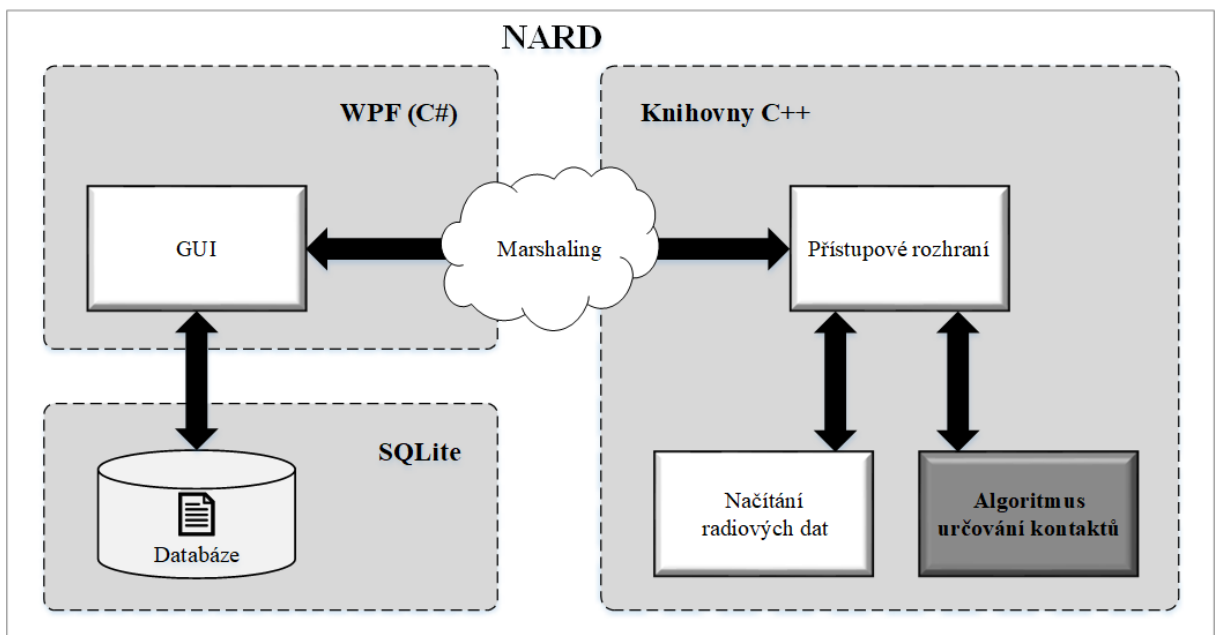 NARD
WPF (C#)
Knihovny C++
GUI
Marshaling
Přístupové rozhraní
SQLite
Databáze
Načítání
radiových dat
Algoritmus
určování kontaktů